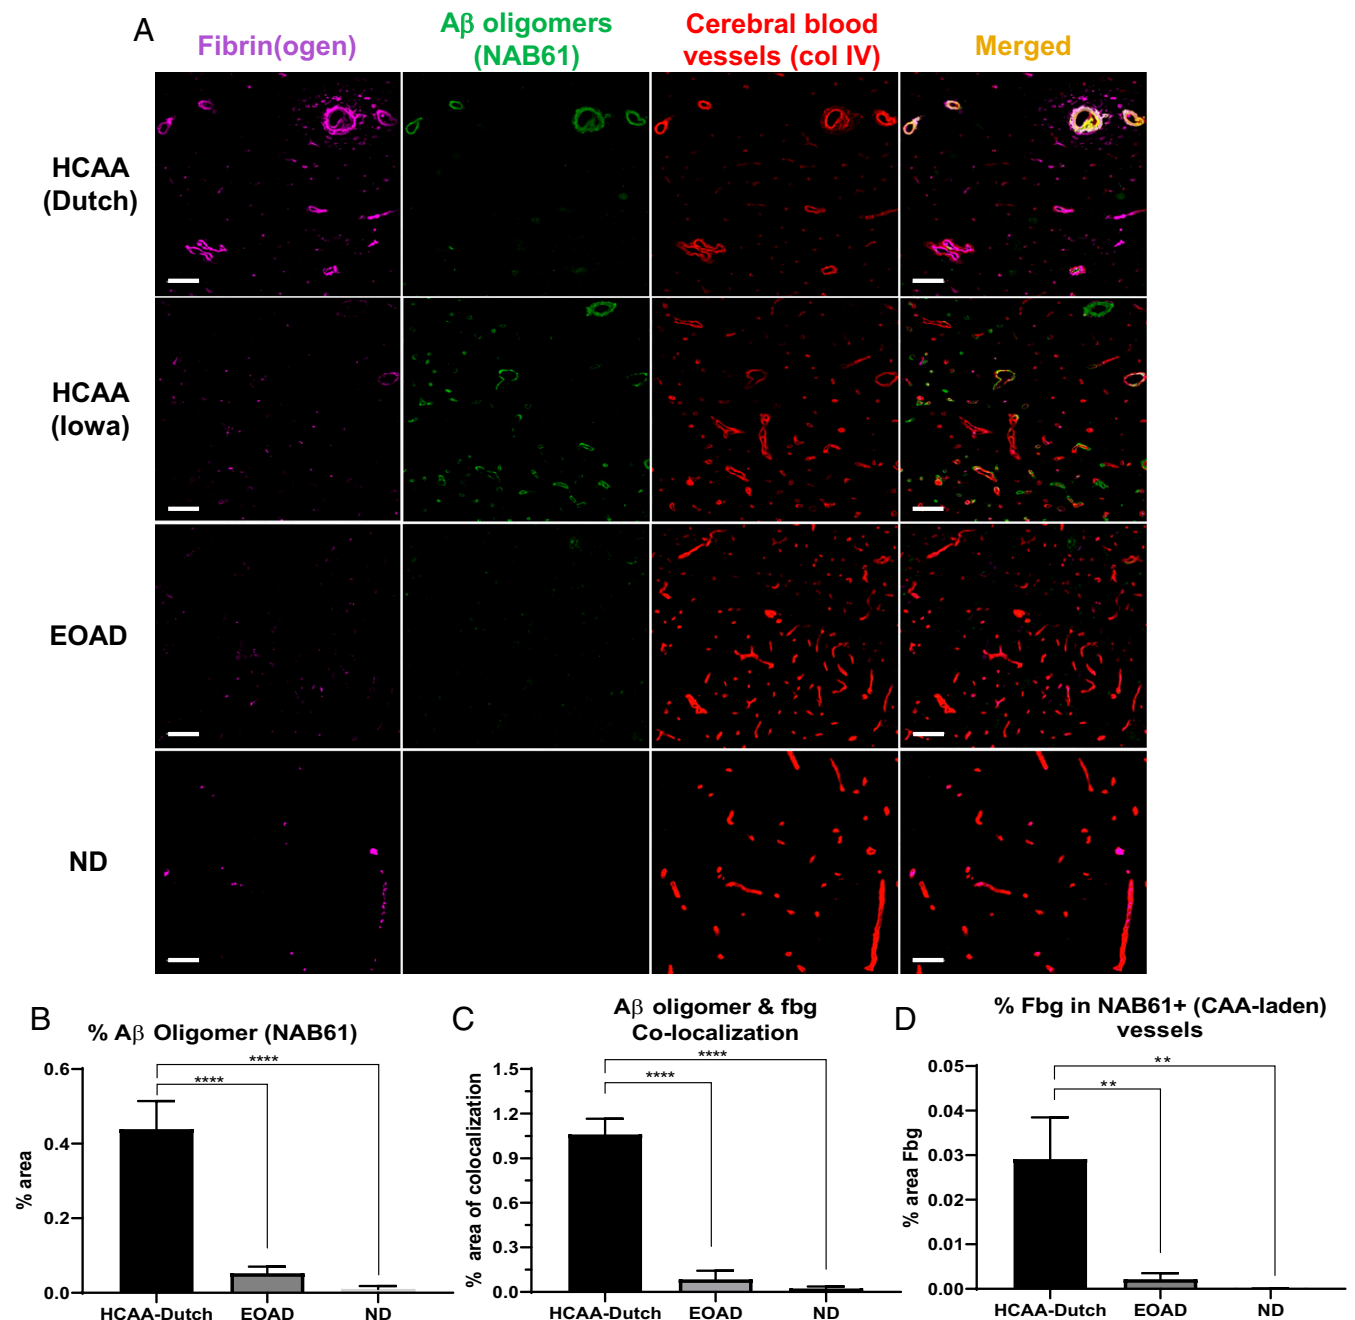 A
Fibrin(ogen)
Aβ oligomers
(NAB61)
Cerebral blood
vessels (col IV)
Merged
HCAA
(Dutch)
HCAA
(Iowa)
EOAD
ND
B
% Aβ Oligomer (NAB61)
****
****
0.6
0.4
0.2
0.0
% area
HCAA-Dutch
EOAD
ND
C
Aβ oligomer & fbg
Co-localization
****
****
1.5
1.2
0.9
0.6
0.3
0.0
% area of colocalization
HCAA-Dutch
EOAD
ND
D
% Fbg in NAB61+ (CAA-laden)
vessels
**
**
0.05
0.04
0.03
0.02
0.01
0.00
% area Fbg
HCAA-Dutch
EOAD
ND